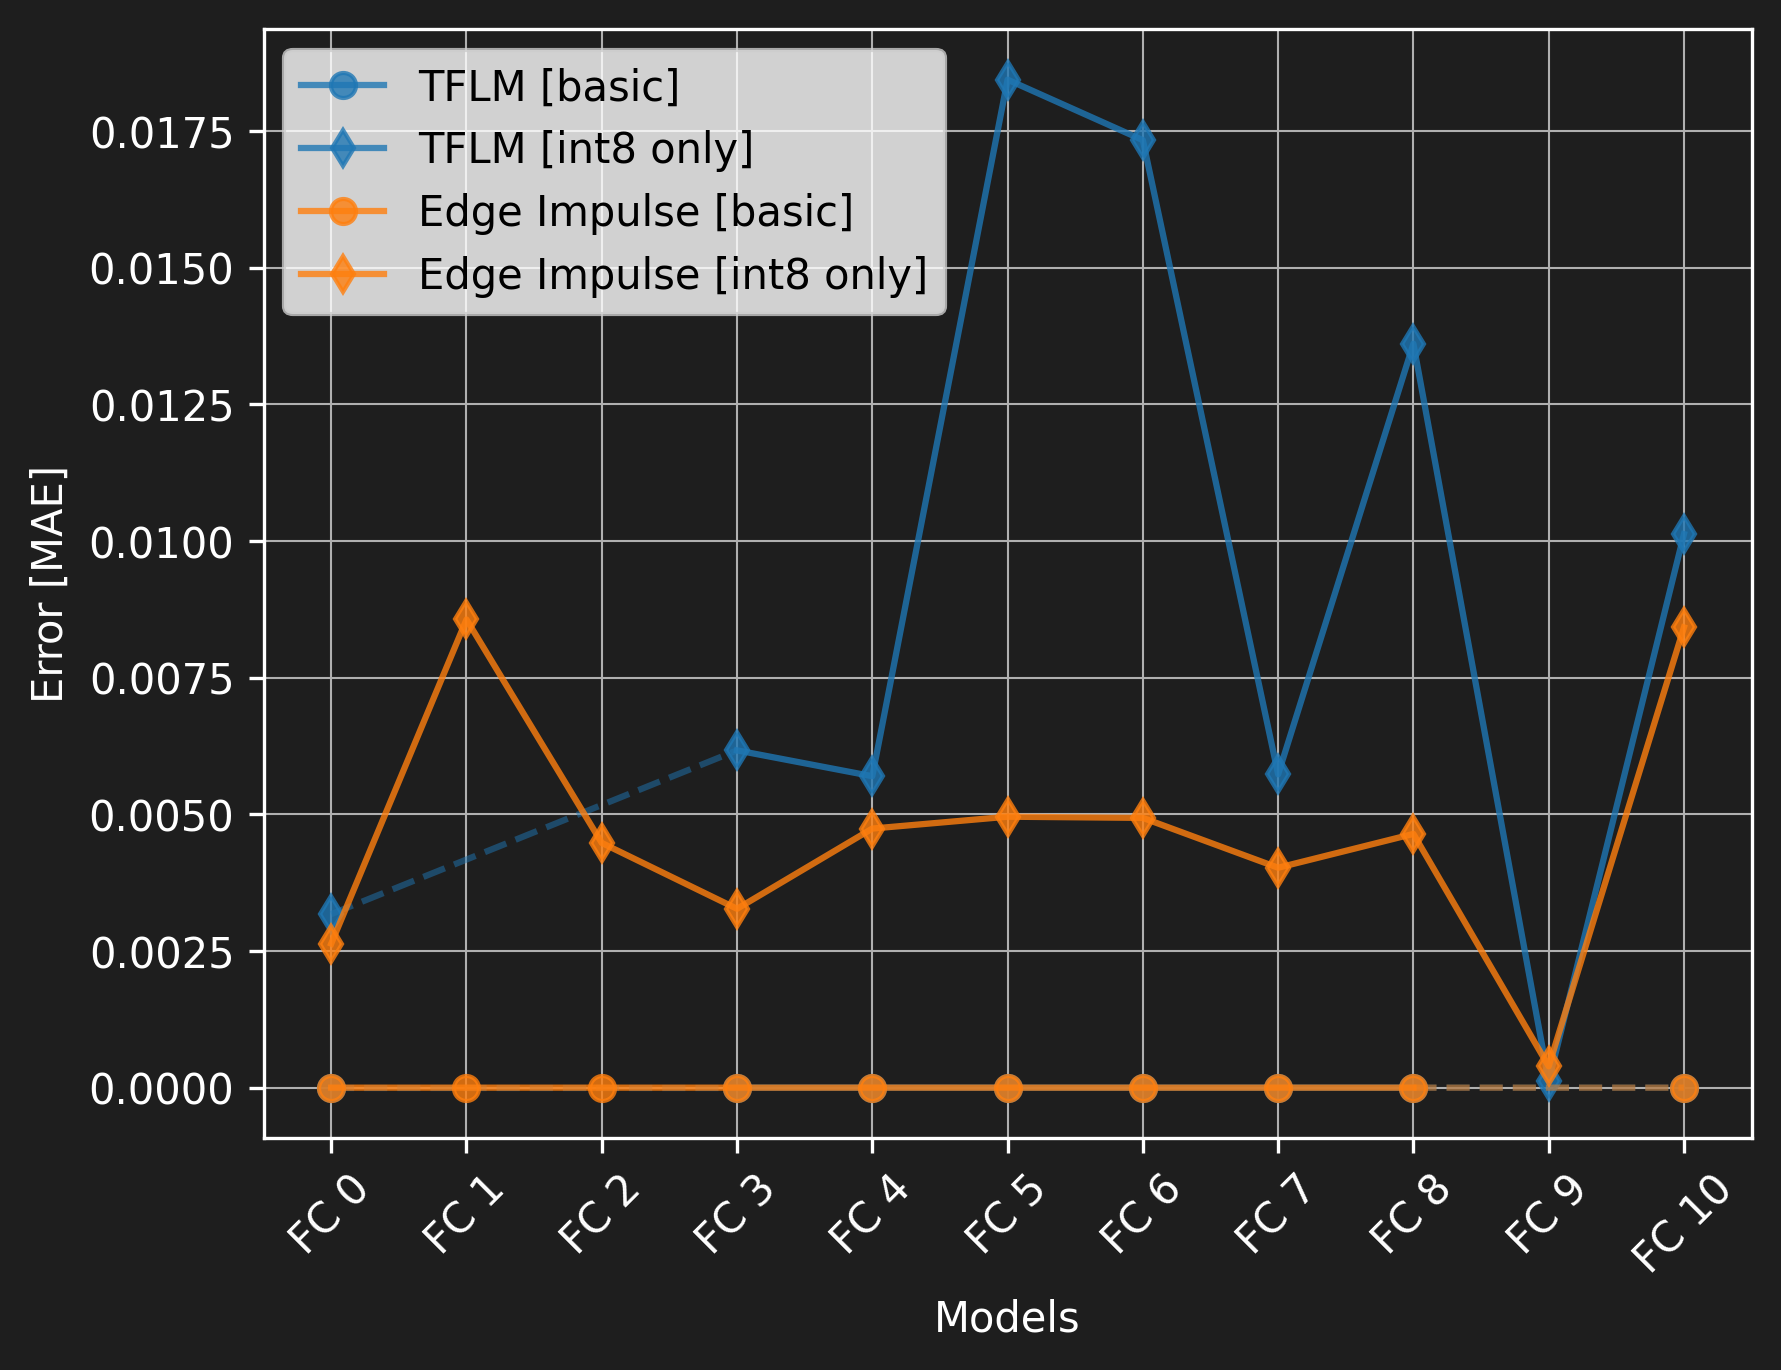 TFLM [basic]
TFLM [int8 only]
Edge Impulse [basic]
Edge Impulse [int8 only]
0.0175
0.0150
0.0125
0.0100
0.0075
0.0050
0.0025
0.0000
Error [MAE]
FC 0
FC 1
FC 2
FC 3
FC 4
FC 5
FC 6
FC 7
FC 8
FC 9
FC 10
Models